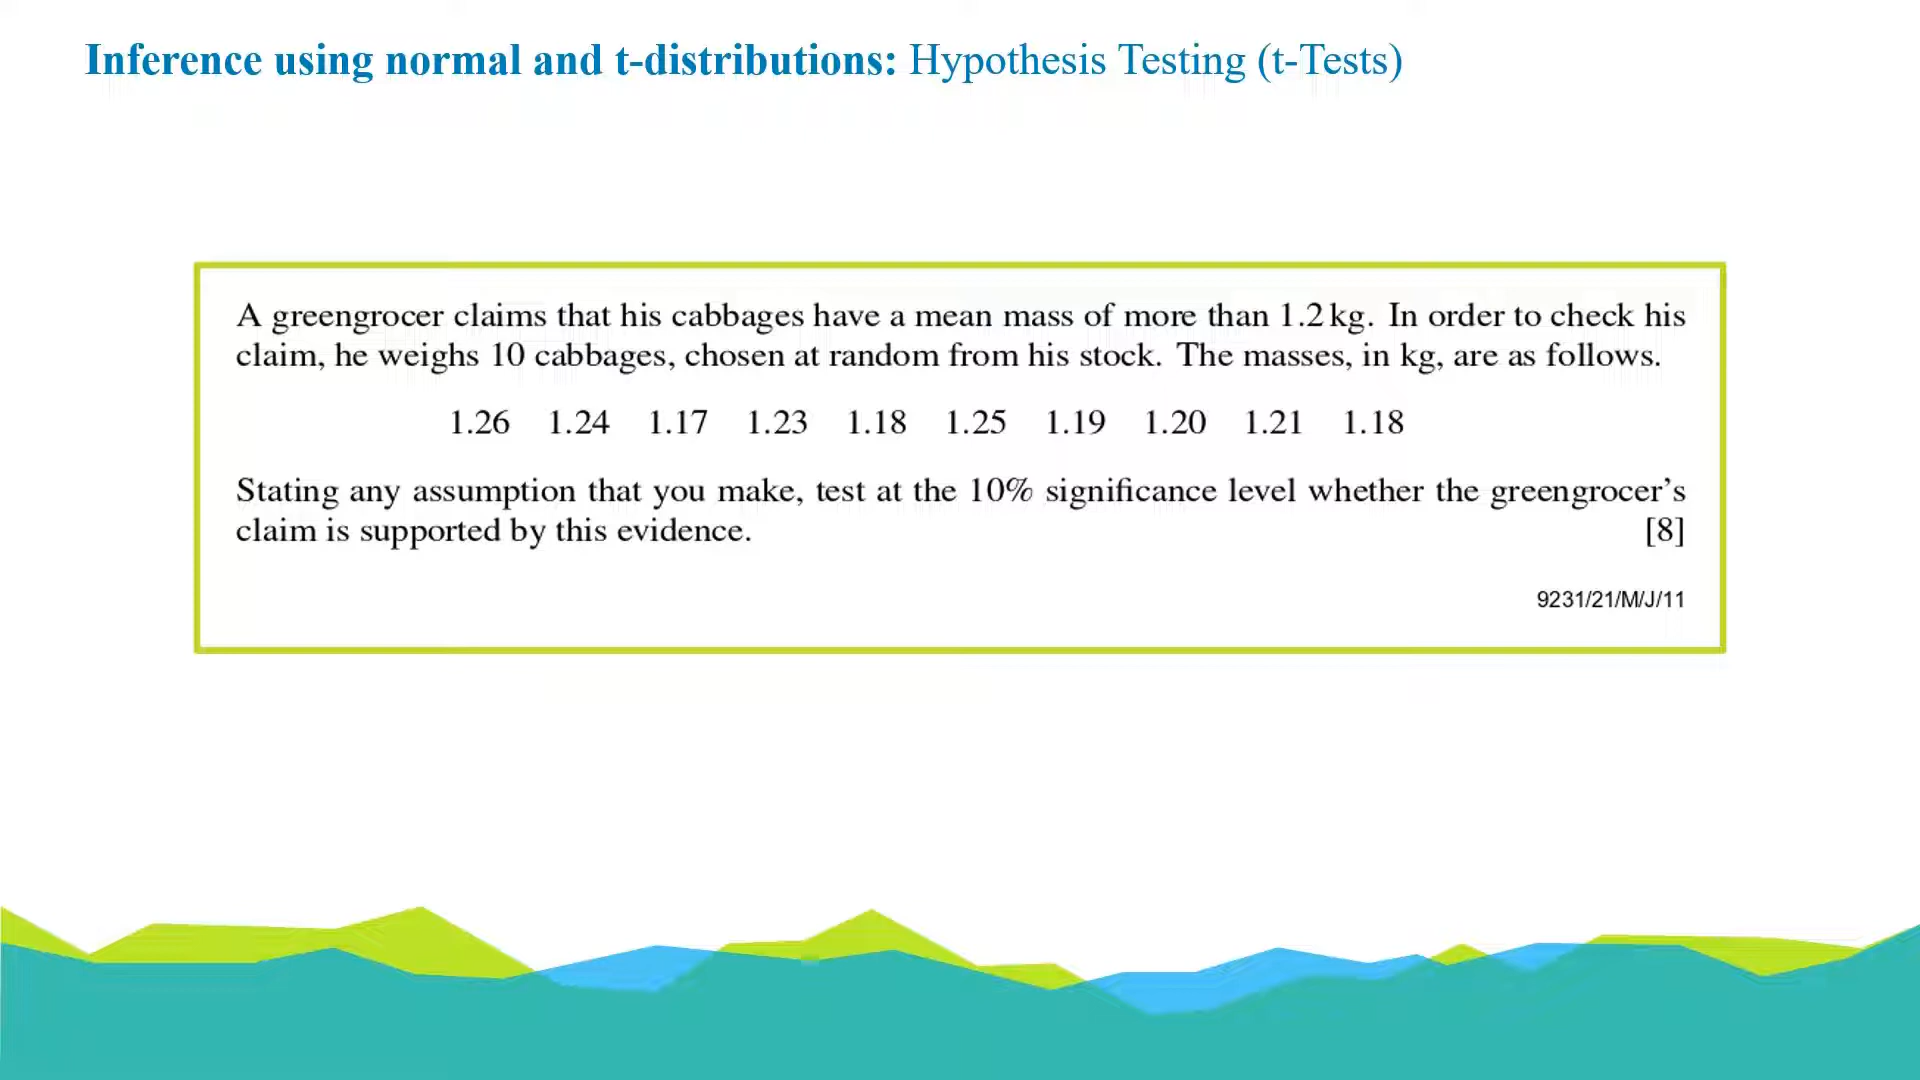 Inference using normal and t-distributions: Hypothesis Testing (t-Tests)
A greengrocer claims that his cabbages have a mean mass of more than 1.2 kg. In order to check his
claim, he weighs 10 cabbages, chosen at random from his stock. The masses, in kg, are as follows.
1.26 1.24 1.17 1.23 1.18 1.25 1.19 1.20 1.21 1.18
Stating any assumption that you make, test at the 10% significance level whether the greengrocer's
claim is supported by this evidence. [8]
9231/21/M/J/11